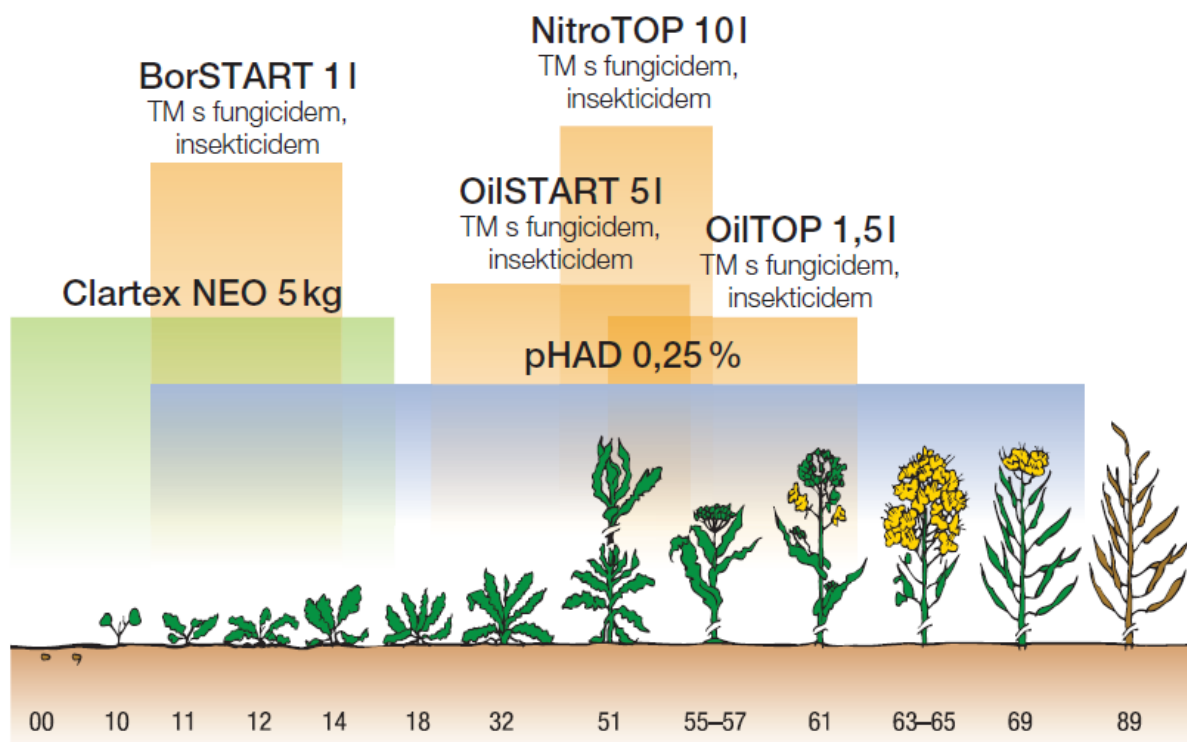 NitroTOP 10 l
TM s fungicidem,
insekticidem
BorSTART 1 l
TM s fungicidem,
insekticidem
OilSTART 5 l
TM s fungicidem,
insekticidem
OilTOP 1,5 l
TM s fungicidem,
insekticidem
Clartex NEO 5 kg
pHAD 0,25 %
00 10 11 12 14 18 32 51 55–57 61 63–65 69 89